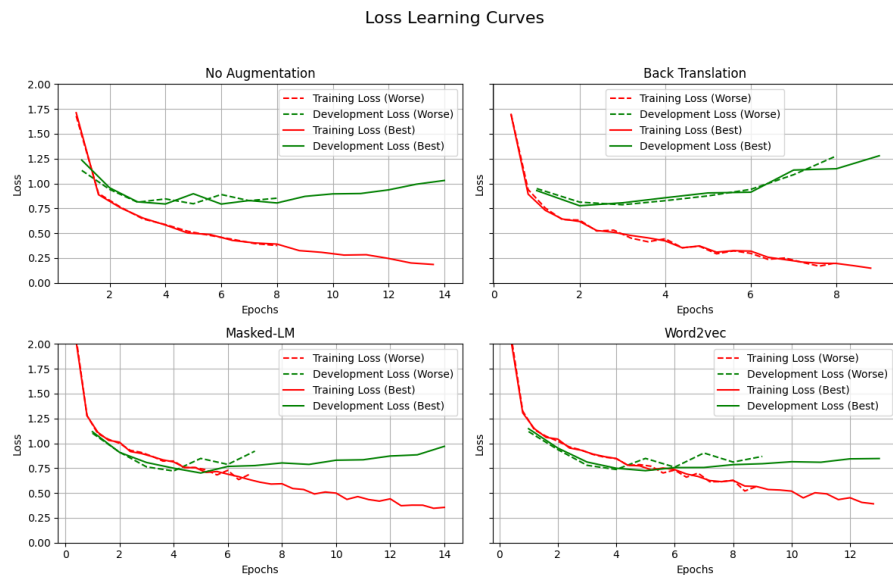 Loss Learning Curves
No Augmentation
2.00
1.75
1.50
1.25
1.00
0.75
0.50
0.25
0.00
Loss
2 4 6 8 10 12 14
Epochs
Training Loss (Worse)
Development Loss (Worse)
Training Loss (Best)
Development Loss (Best)
Back Translation
Loss
0 2 4 6 8
Epochs
Training Loss (Worse)
Development Loss (Worse)
Training Loss (Best)
Development Loss (Best)
Masked-LM
2.00
1.75
1.50
1.25
1.00
0.75
0.50
0.25
0.00
Loss
0 2 4 6 8 10 12 14
Epochs
Training Loss (Worse)
Development Loss (Worse)
Training Loss (Best)
Development Loss (Best)
Word2vec
Loss
0 2 4 6 8 10 12
Epochs
Training Loss (Worse)
Development Loss (Worse)
Training Loss (Best)
Development Loss (Best)